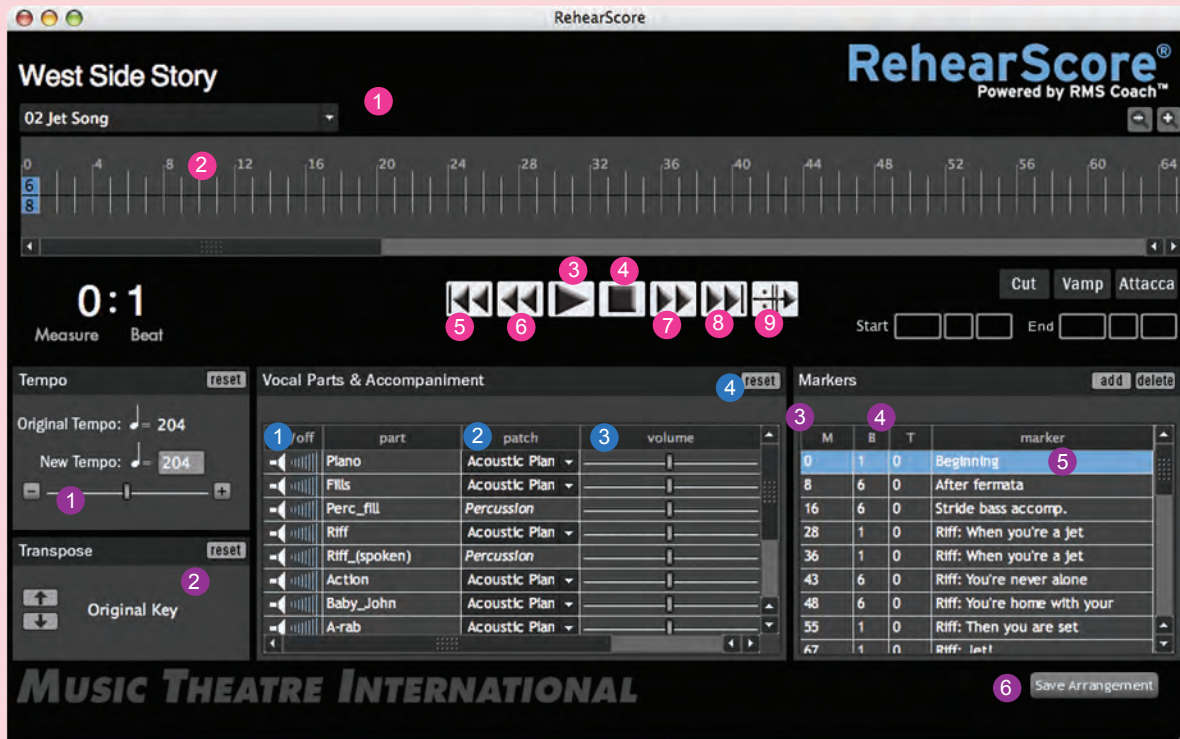 RehearScore
West Side Story
RehearScore®
Powered by RMS Coach™
1
02 Jet Song
0 4 8 12 16 20 24 28 32 36 40 44 48 52 56 60 64
2
6
8
3 4
Cut Vamp Attacca
0:1
Measure Beat
5 6 7 8 9
Start End
Tempo reset
Original Tempo: ♩= 204
New Tempo: ♩= 204
1
Transpose reset
2
Original Key
Vocal Parts & Accompaniment 4 reset
1 /off part 2 patch 3 volume
Piano Acoustic Pian
Fills Acoustic Pian
Perc_fill Percussion
Riff Acoustic Pian
Riff_(spoken) Percussion
Action Acoustic Pian
Baby_John Acoustic Pian
A-rab Acoustic Pian
Markers add delete
3 4
M B T marker
0 1 0 Beginning 5
8 6 0 After fermata
16 6 0 Stride bass accomp.
28 1 0 Riff: When you're a jet
36 1 0 Riff: When you're a jet
43 6 0 Riff: You're never alone
48 6 0 Riff: You're home with your
55 1 0 Riff: Then you are set
67 1 0 Riff: Jet!
MUSIC THEATRE INTERNATIONAL
6 Save Arrangement